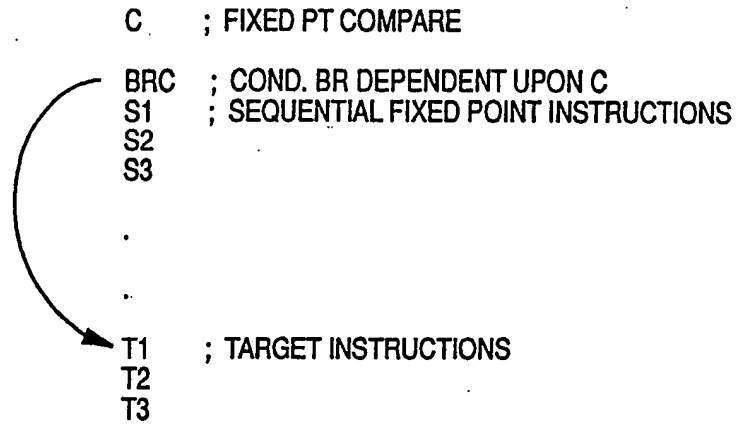 C ; FIXED PT COMPARE
BRC ; COND. BR DEPENDENT UPON C
S1 ; SEQUENTIAL FIXED POINT INSTRUCTIONS
S2
S3
.
.
T1 ; TARGET INSTRUCTIONS
T2
T3